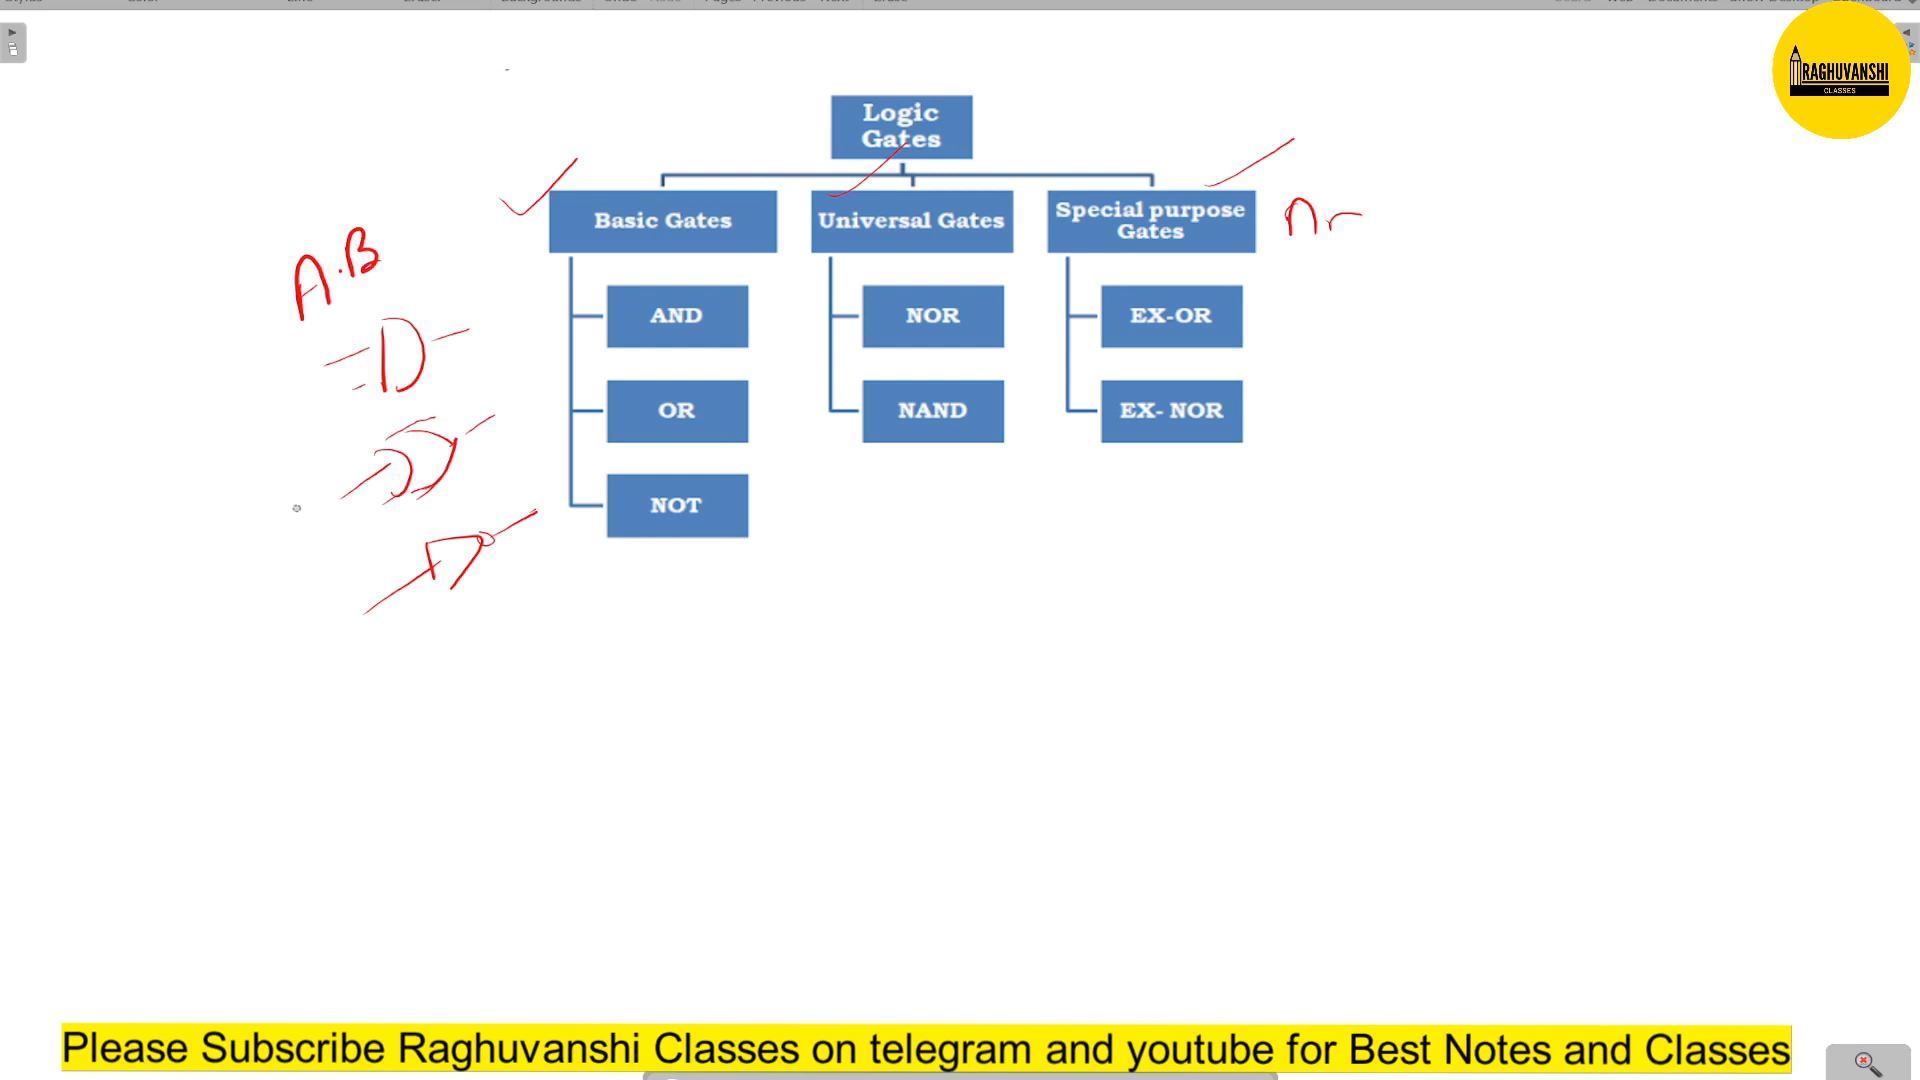 RAGHUVANSHI
CLASSES
Logic
Gates
Basic Gates
Universal Gates
Special purpose
Gates
A.B
AND
NOR
EX-OR
OR
NAND
EX- NOR
NOT
Please Subscribe Raghuvanshi Classes on telegram and youtube for Best Notes and Classes